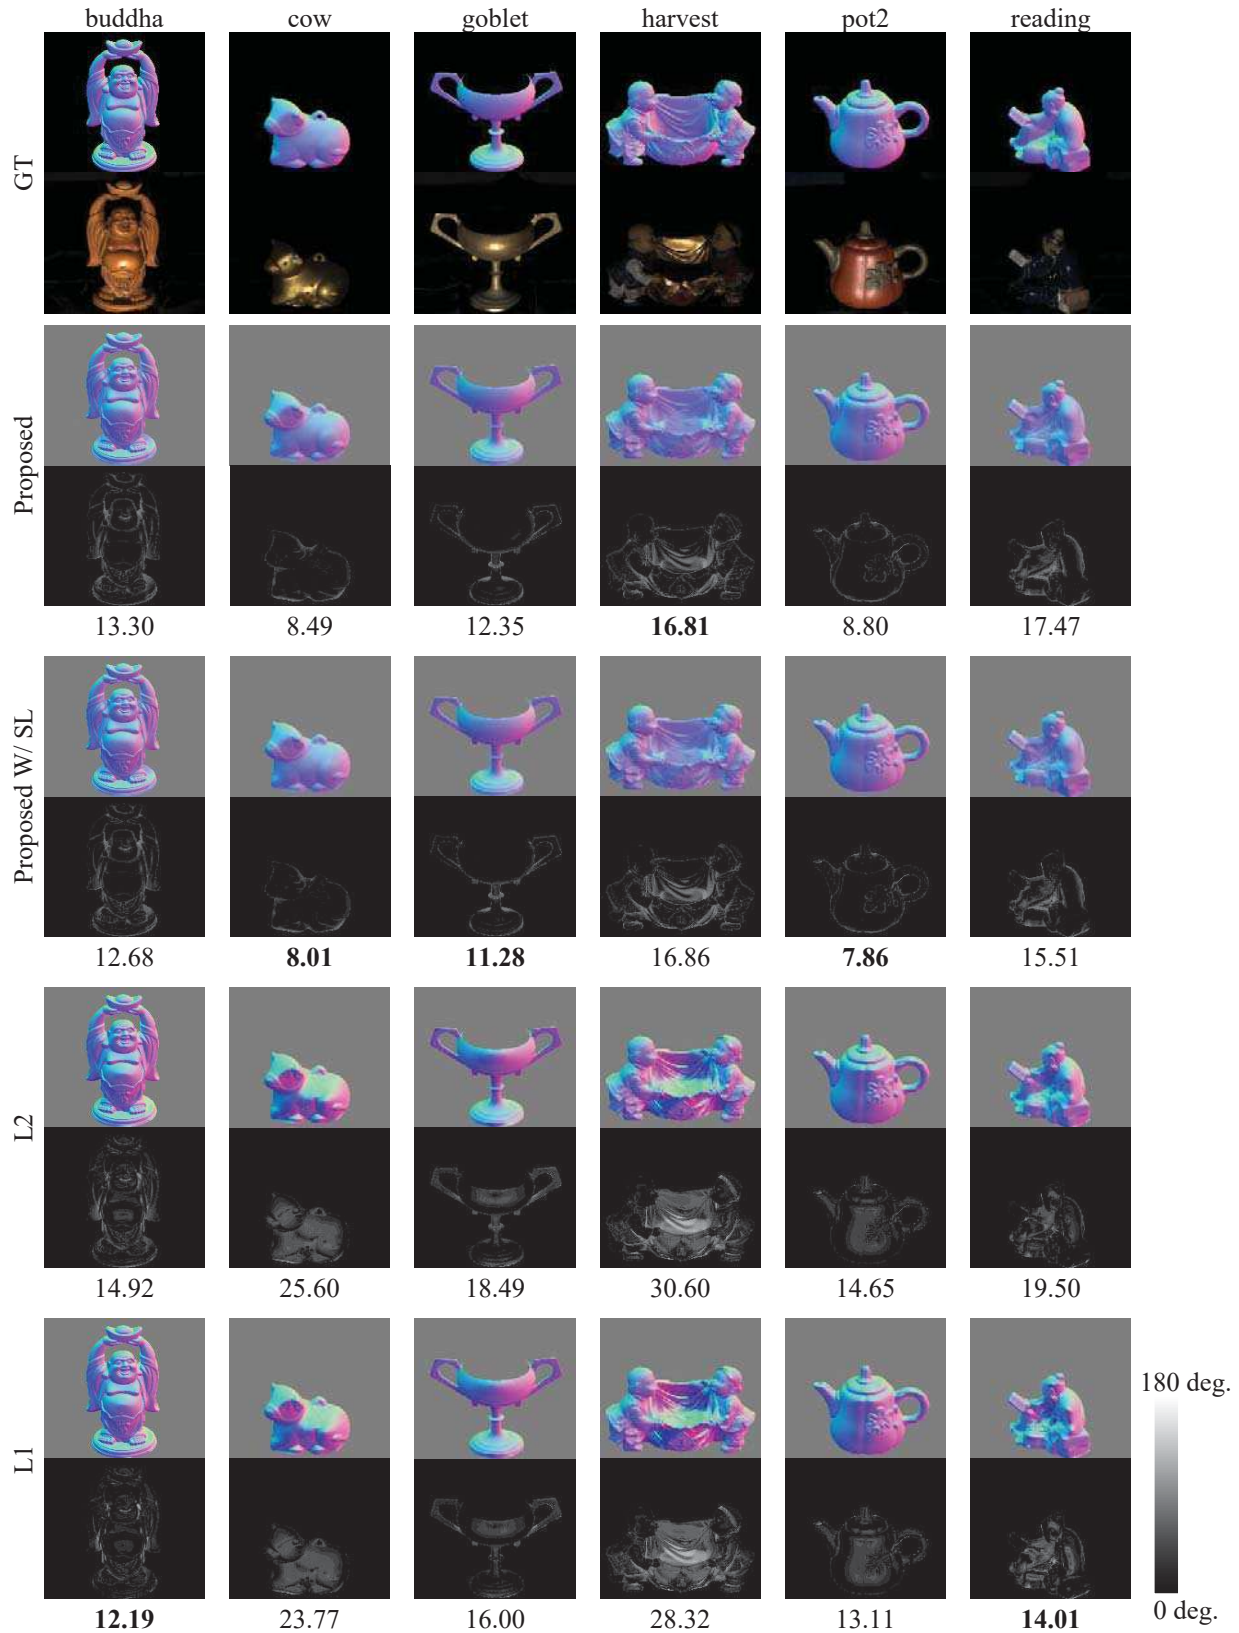 buddha cow goblet harvest pot2 reading
GT
Proposed
13.30 8.49 12.35 16.81 8.80 17.47
Proposed W/ SL
12.68 8.01 11.28 16.86 7.86 15.51
L2
14.92 25.60 18.49 30.60 14.65 19.50
L1
180 deg.
0 deg.
12.19 23.77 16.00 28.32 13.11 14.01